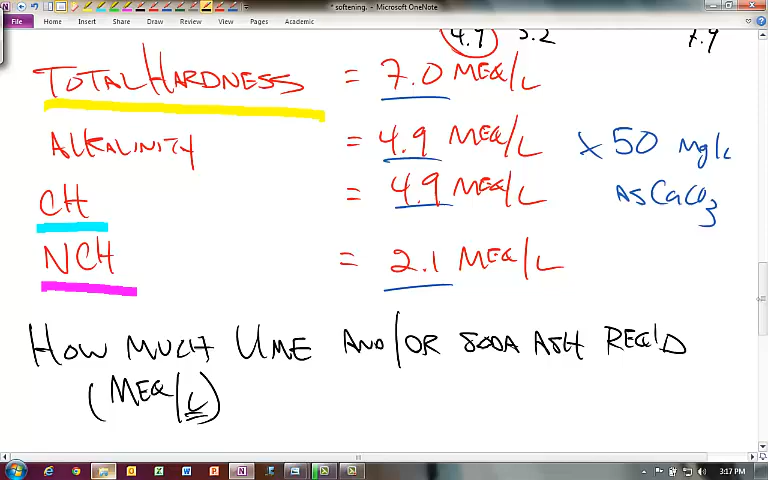 * softening. - Microsoft OneNote
File Home Insert Share Draw Review View Pages Academic
4.9 5.2 7.9
TOTAL HARDNESS = 7.0 MEQ/L
ALKALINITY = 4.9 MEQ/L × 50 Mg/L
CH = 4.9 MEQ/L AS CaCO3
NCH = 2.1 MEQ/L
HOW MUCH LIME AND/OR SODA ASH REQ'D
(MEQ/L)
3:17 PM